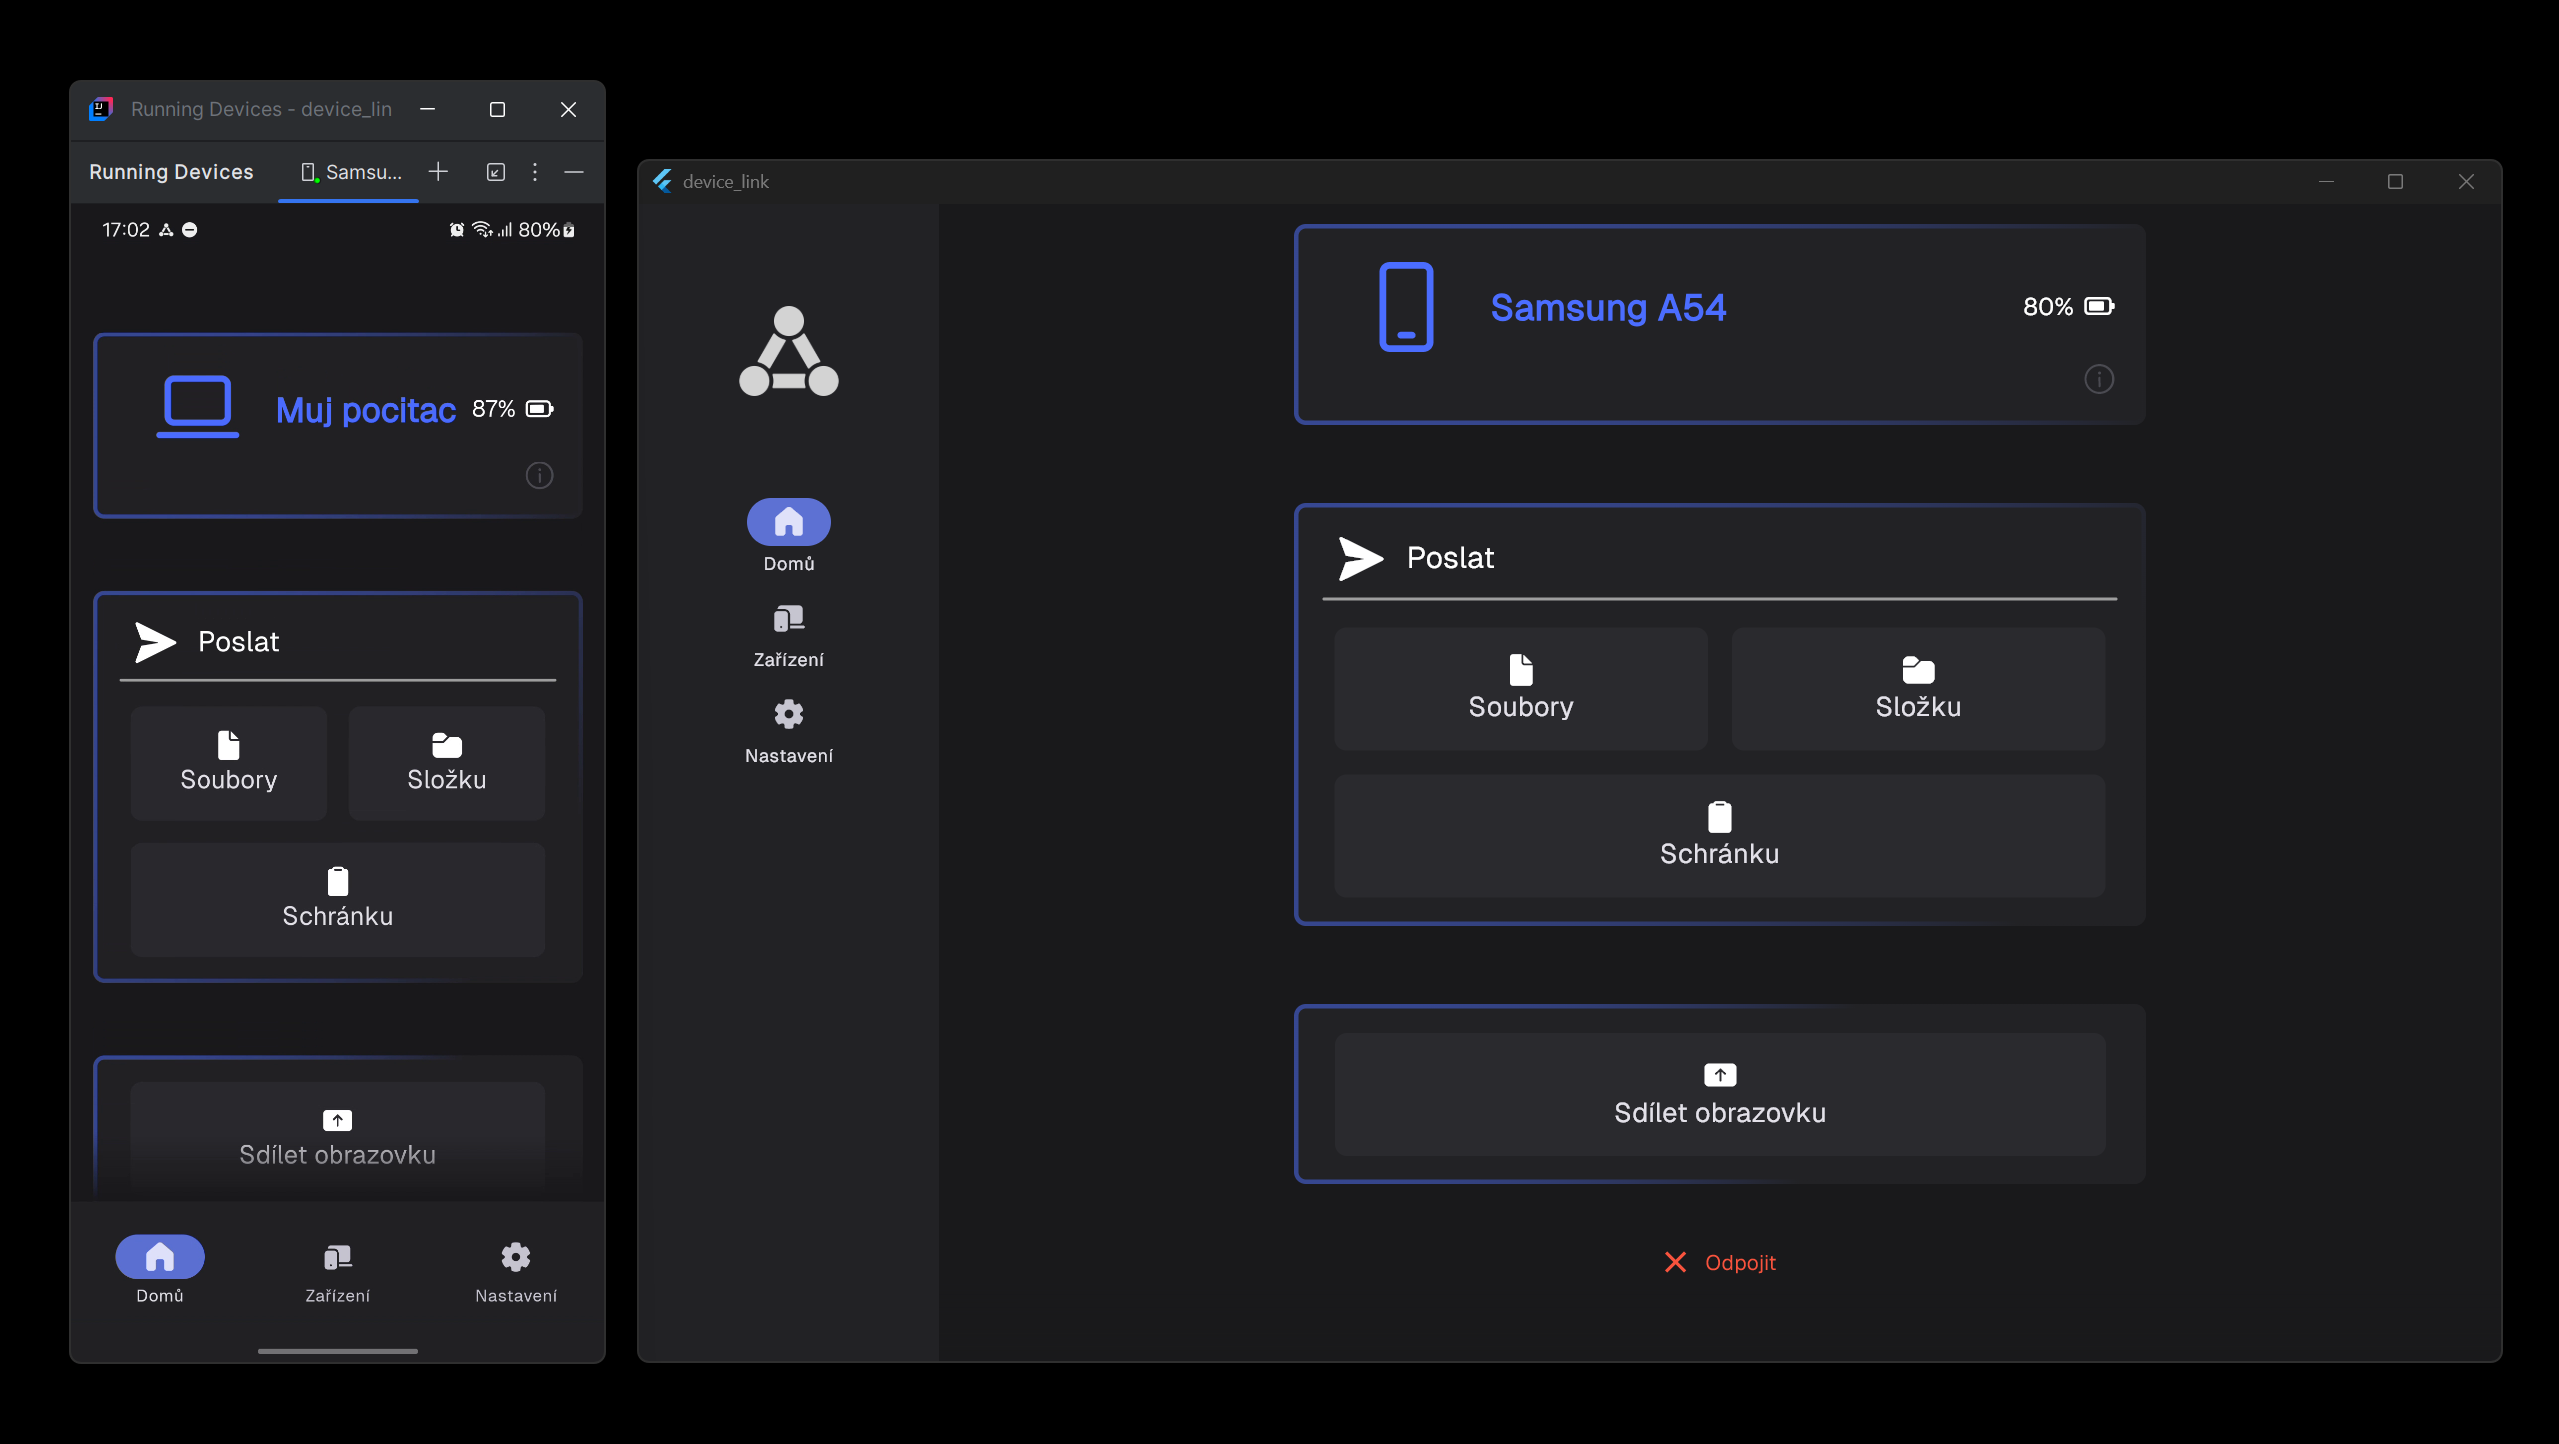 Running Devices - device_lin
Running Devices
Samsu...
17:02
80%
Muj pocitac
87%
Poslat
Soubory
Složku
Schránku
Sdílet obrazovku
Domů
Zařízení
Nastavení
device_link
Domů
Zařízení
Nastavení
Samsung A54
80%
Poslat
Soubory
Složku
Schránku
Sdílet obrazovku
Odpojit